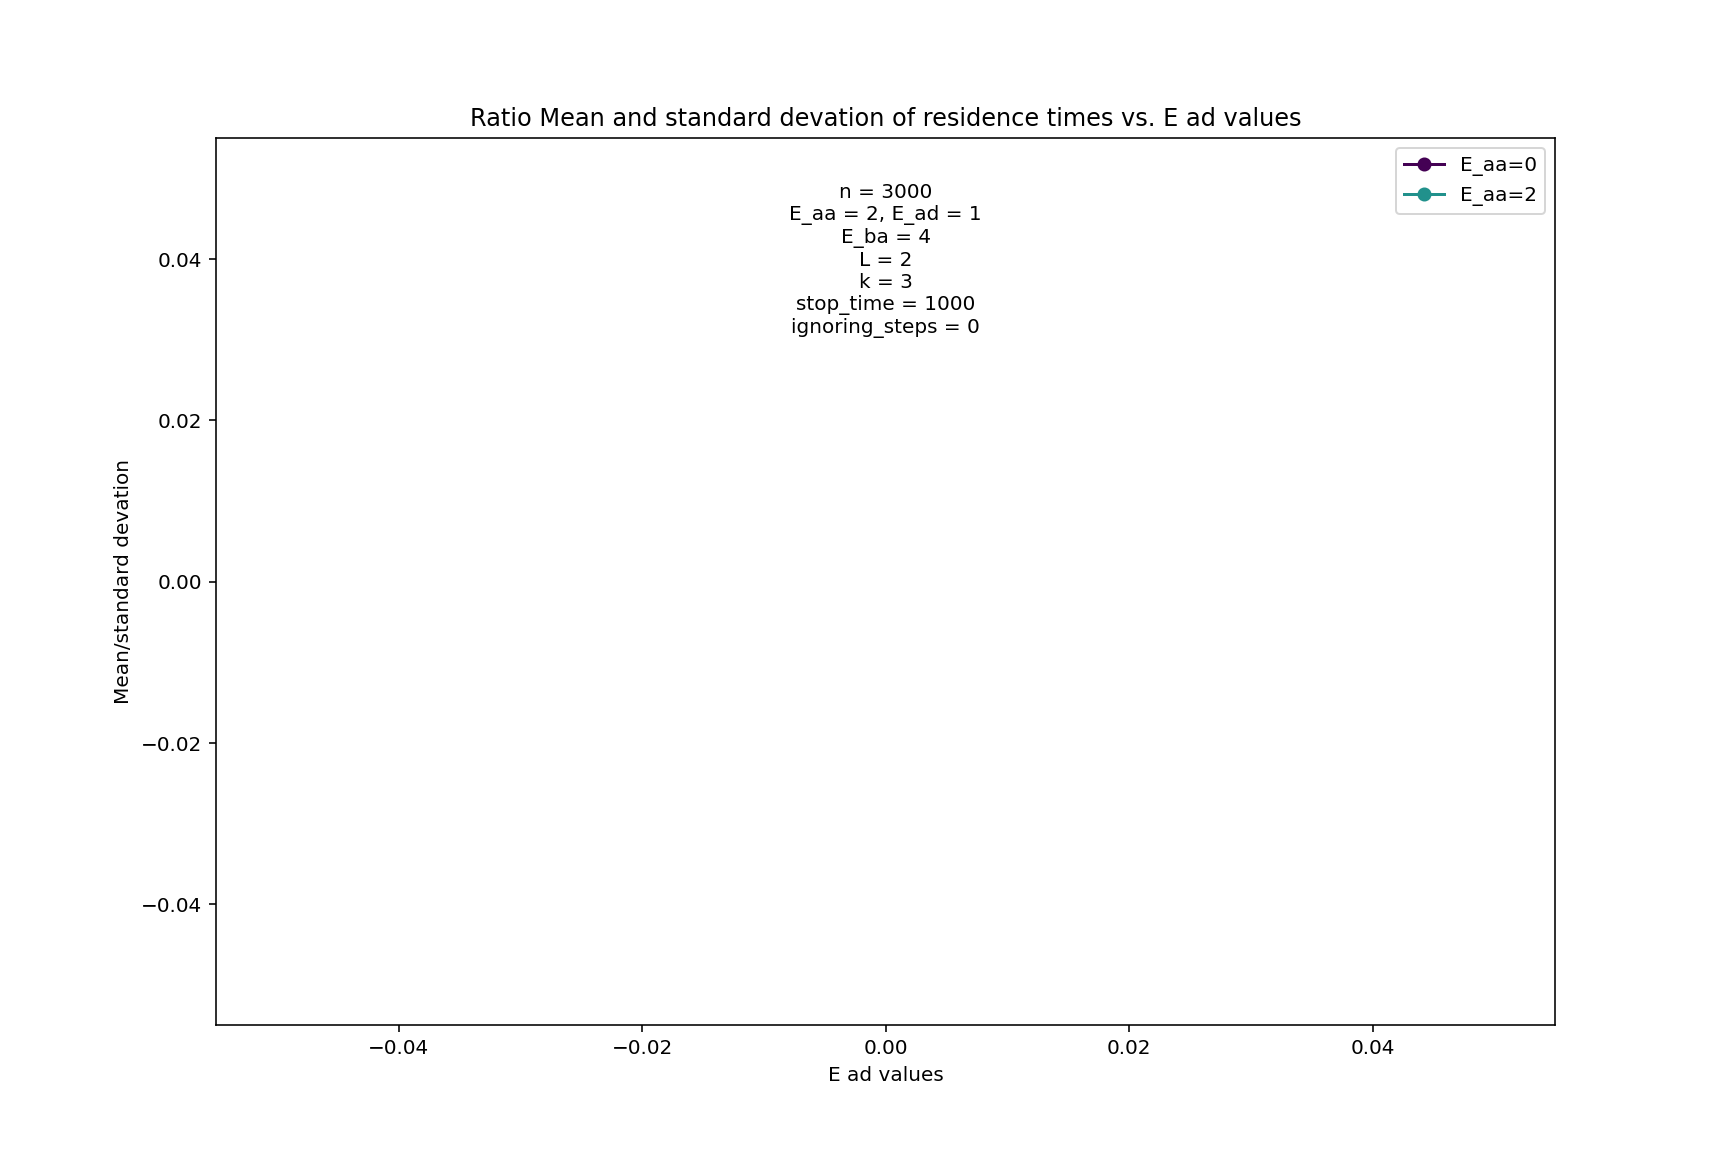 Ratio Mean and standard devation of residence times vs. E ad values
E_aa=0
E_aa=2
n = 3000
E_aa = 2, E_ad = 1
E_ba = 4
L = 2
k = 3
stop_time = 1000
ignoring_steps = 0
Mean/standard devation
0.04
0.02
0.00
−0.02
−0.04
−0.04
−0.02
0.00
0.02
0.04
E ad values